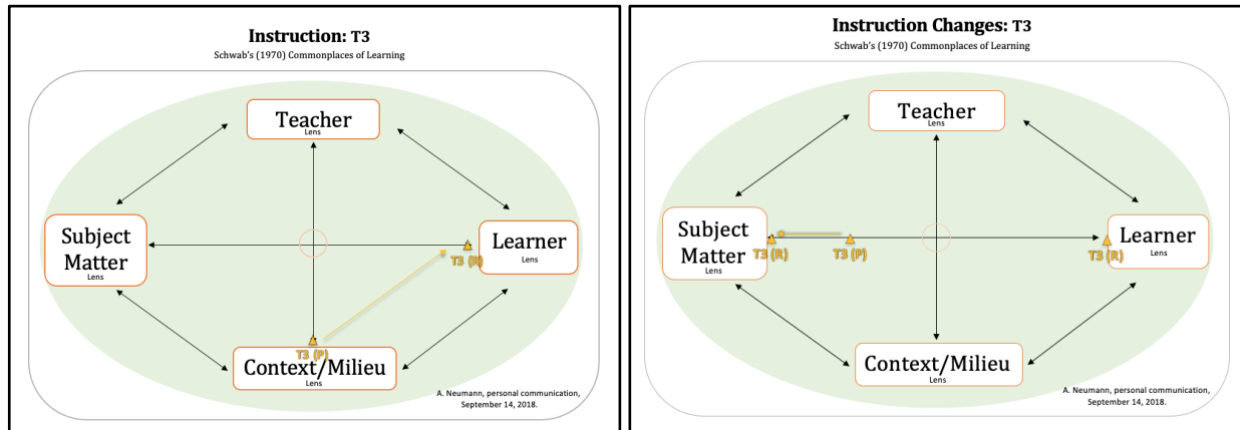 Instruction: T3
Schwab's (1970) Commonplaces of Learning
Teacher
Lens
Subject
Matter
Lens
Learner
Lens
T3 (R)
T3 (P)
Context/Milieu
Lens
A. Neumann, personal communication,
September 14, 2018.
Instruction Changes: T3
Schwab's (1970) Commonplaces of Learning
Teacher
Lens
Subject
Matter
Lens
T3 (R)
T3 (P)
Learner
Lens
T3 (R)
Context/Milieu
Lens
A. Neumann, personal communication,
September 14, 2018.